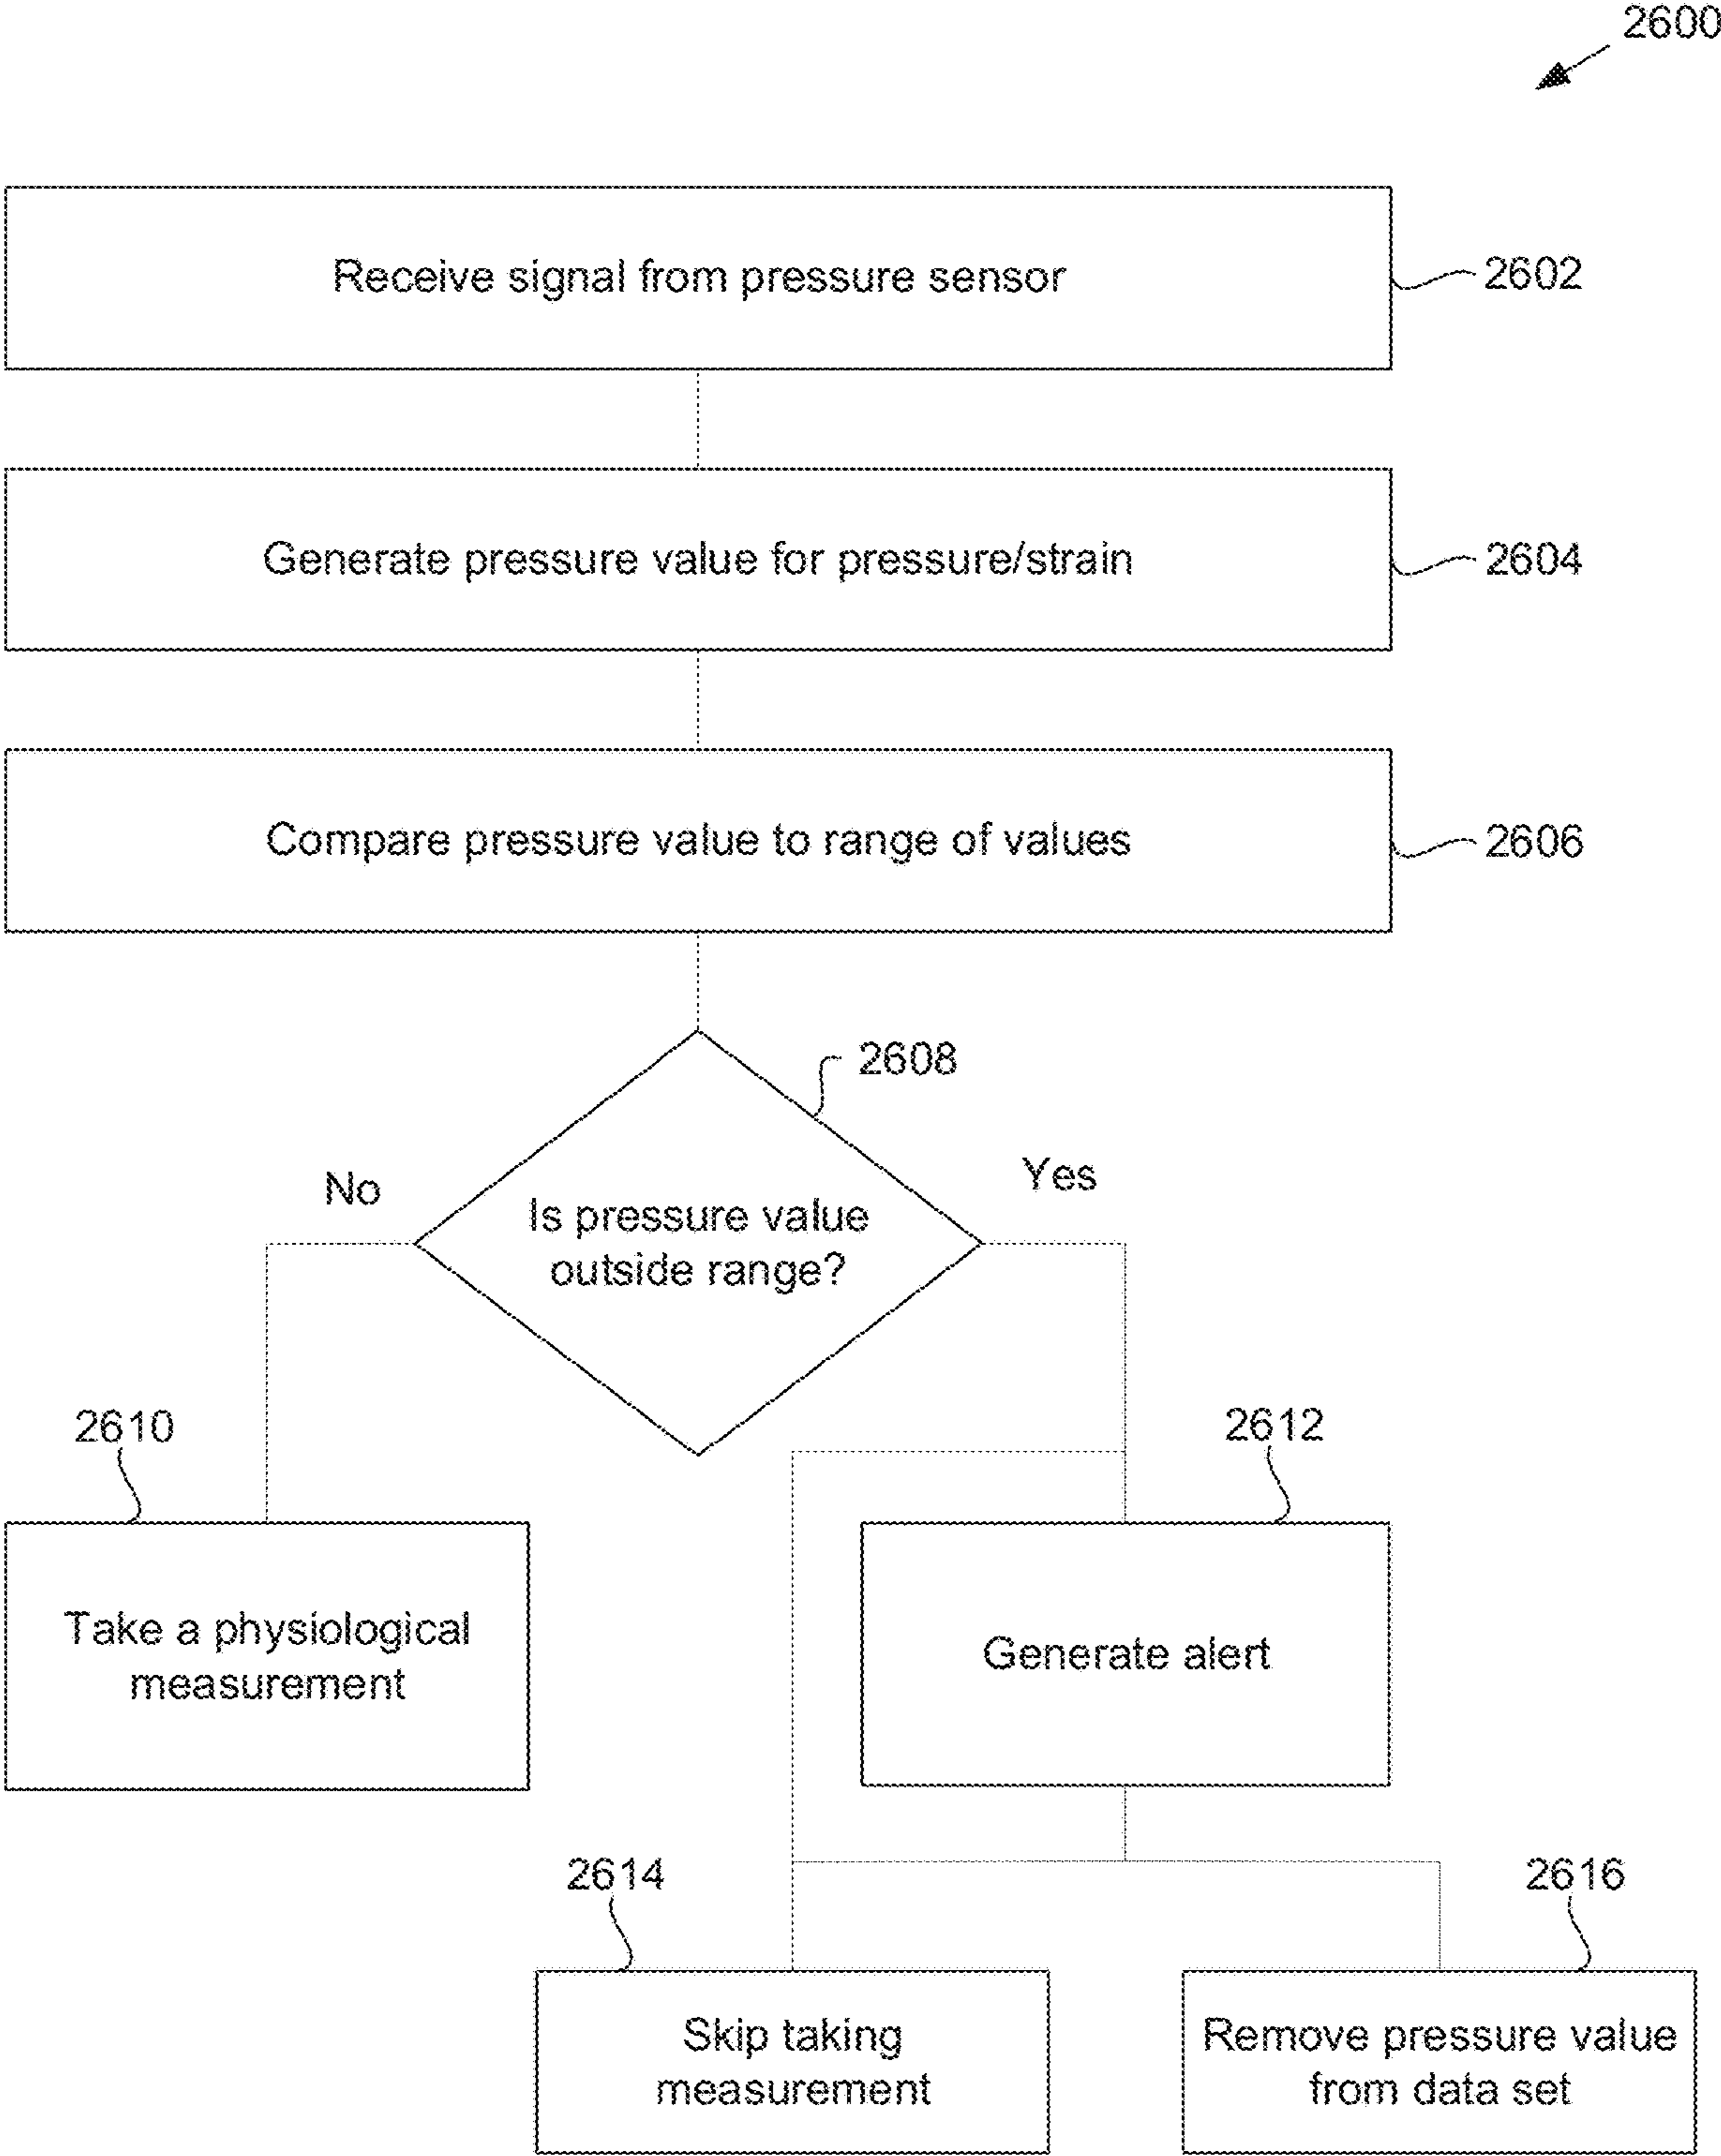 2600
Receive signal from pressure sensor
2602
Generate pressure value for pressure/strain
2604
Compare pressure value to range of values
2606
2608
No
Yes
Is pressure value
outside range?
2610
2612
Take a physiological
measurement
Generate alert
2614
2616
Skip taking
measurement
Remove pressure value
from data set